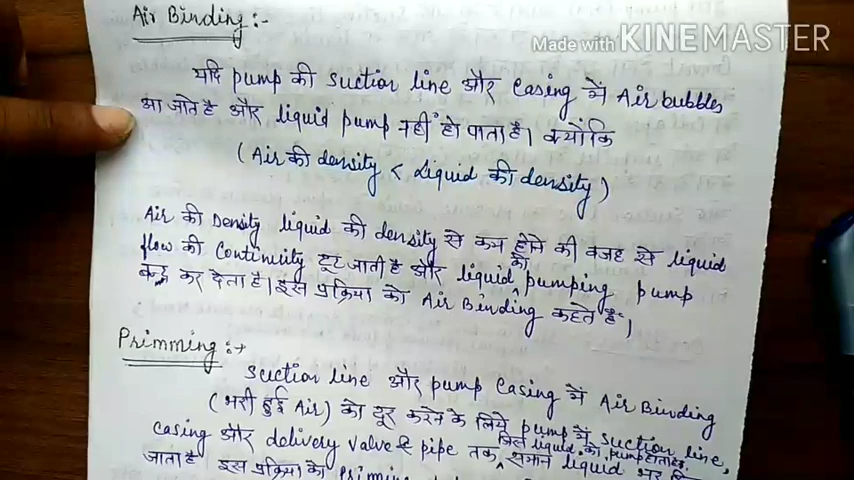 Air Binding:-
Made with KINEMASTER
यदि pump की suction line और casing में Air bubbles
आ जाते है और liquid pump नहीं हो पाता है। क्योंकि
(Air की density < Liquid की density)
Air की Density liquid की density से कम होने की वजह से liquid
flow की continuity टूट जाती है और liquid को pumping pump
बन्द कर देता है। इस प्रक्रिया को Air Binding कहते है।
Primming:→
suction line और pump casing में Air Binding
(भरी हुई Air) को दूर करने के लिये pump में suction line,
casing और delivery valve & pipe तक जिस liquid को pump होता है समान liquid भर
जाता है इस प्रक्रिया को Priming